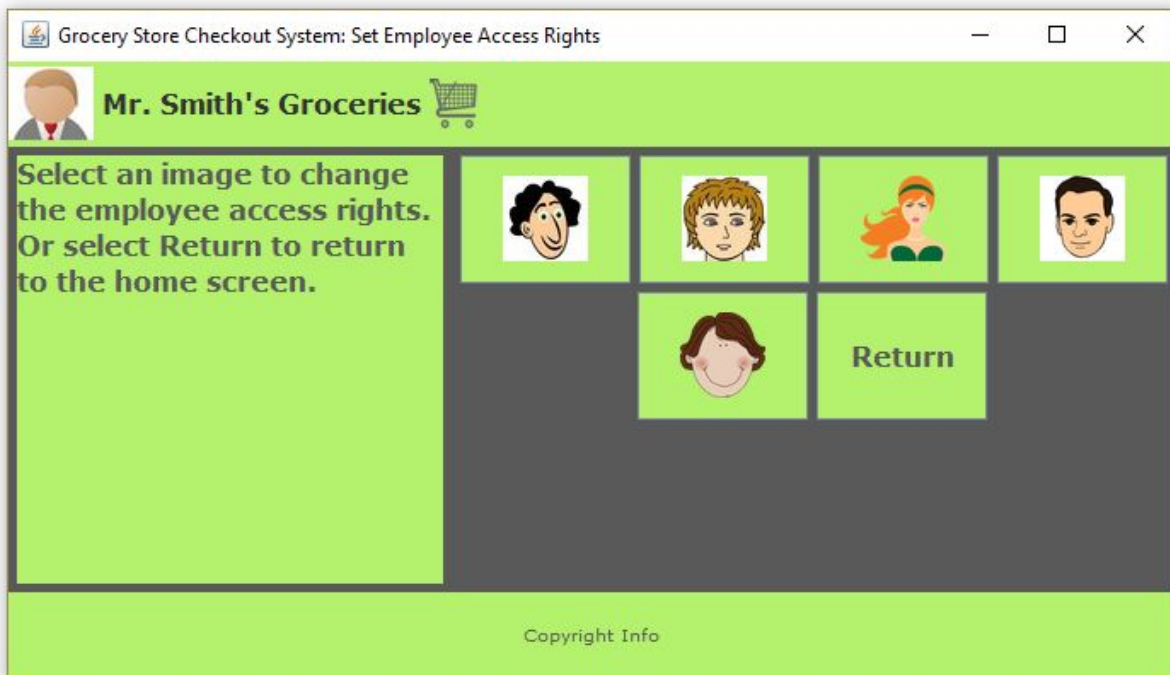 Grocery Store Checkout System: Set Employee Access Rights
Mr. Smith's Groceries
Select an image to change
the employee access rights.
Or select Return to return
to the home screen.
Return
Copyright Info